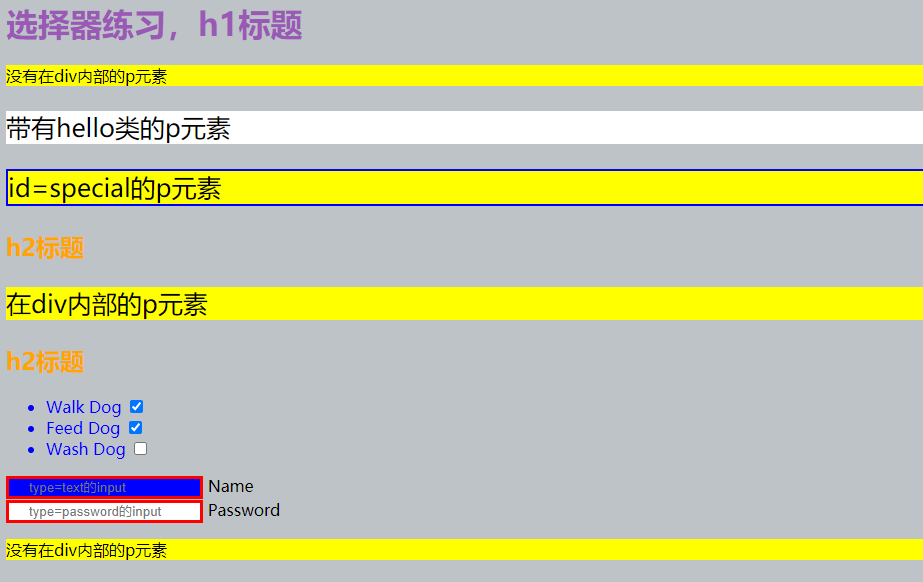 选择器练习，h1标题
没有在div内部的p元素
带有hello类的p元素
id=special的p元素
h2标题
在div内部的p元素
h2标题
Walk Dog
Feed Dog
Wash Dog
type=text的input Name
type=password的input Password
没有在div内部的p元素